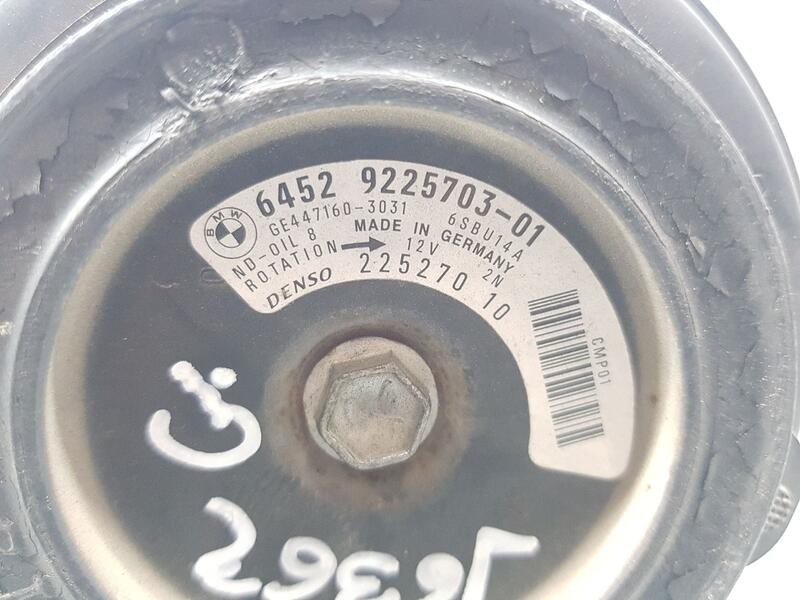 BMW
6452 9225703-01
GE447160-3031 6SBU14A
MADE IN GERMANY
ND-OIL 8 12V 2N
ROTATION
DENSO 225270 10
CMP01